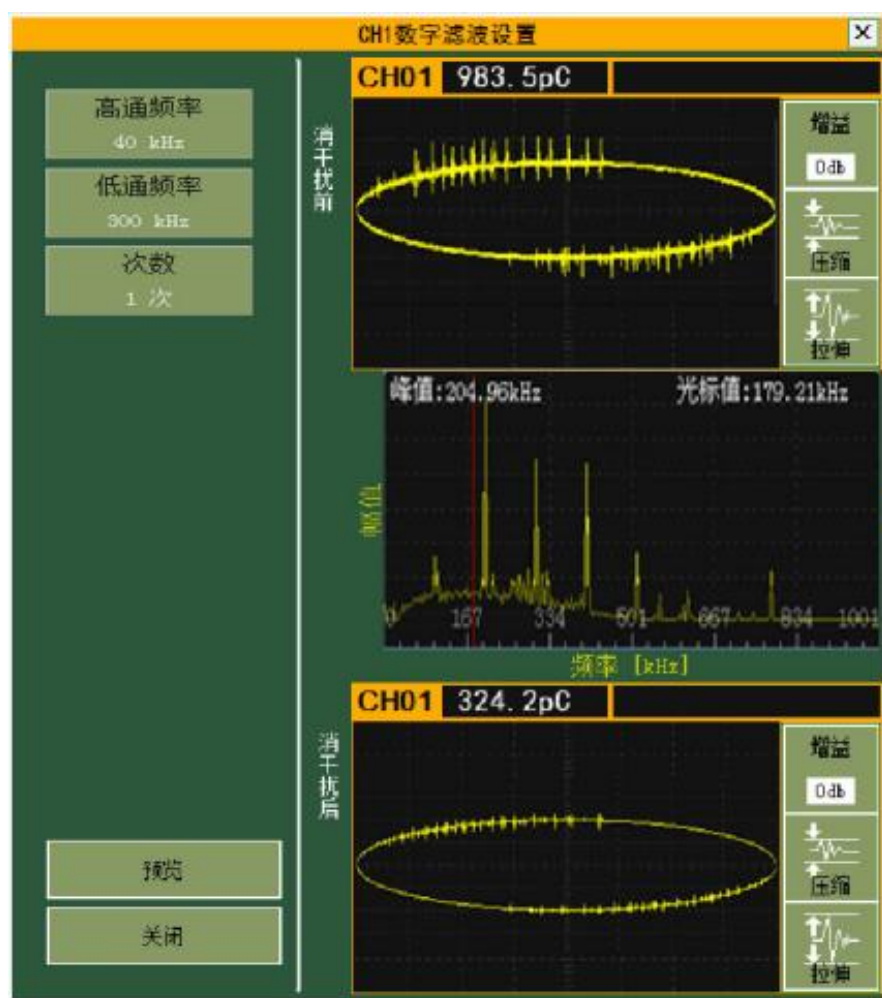 CH1数字滤波设置
高通频率
40 kHz
低通频率
300 kHz
次数
1 次
预览
关闭
消干扰前
CH01 983.5pC
增益
0db
压缩
拉伸
峰值:204.96kHz
光标值:179.21kHz
幅值
0 167 334 501 667 834 1001
频率 [kHz]
消干扰后
CH01 324.2pC
增益
0db
压缩
拉伸